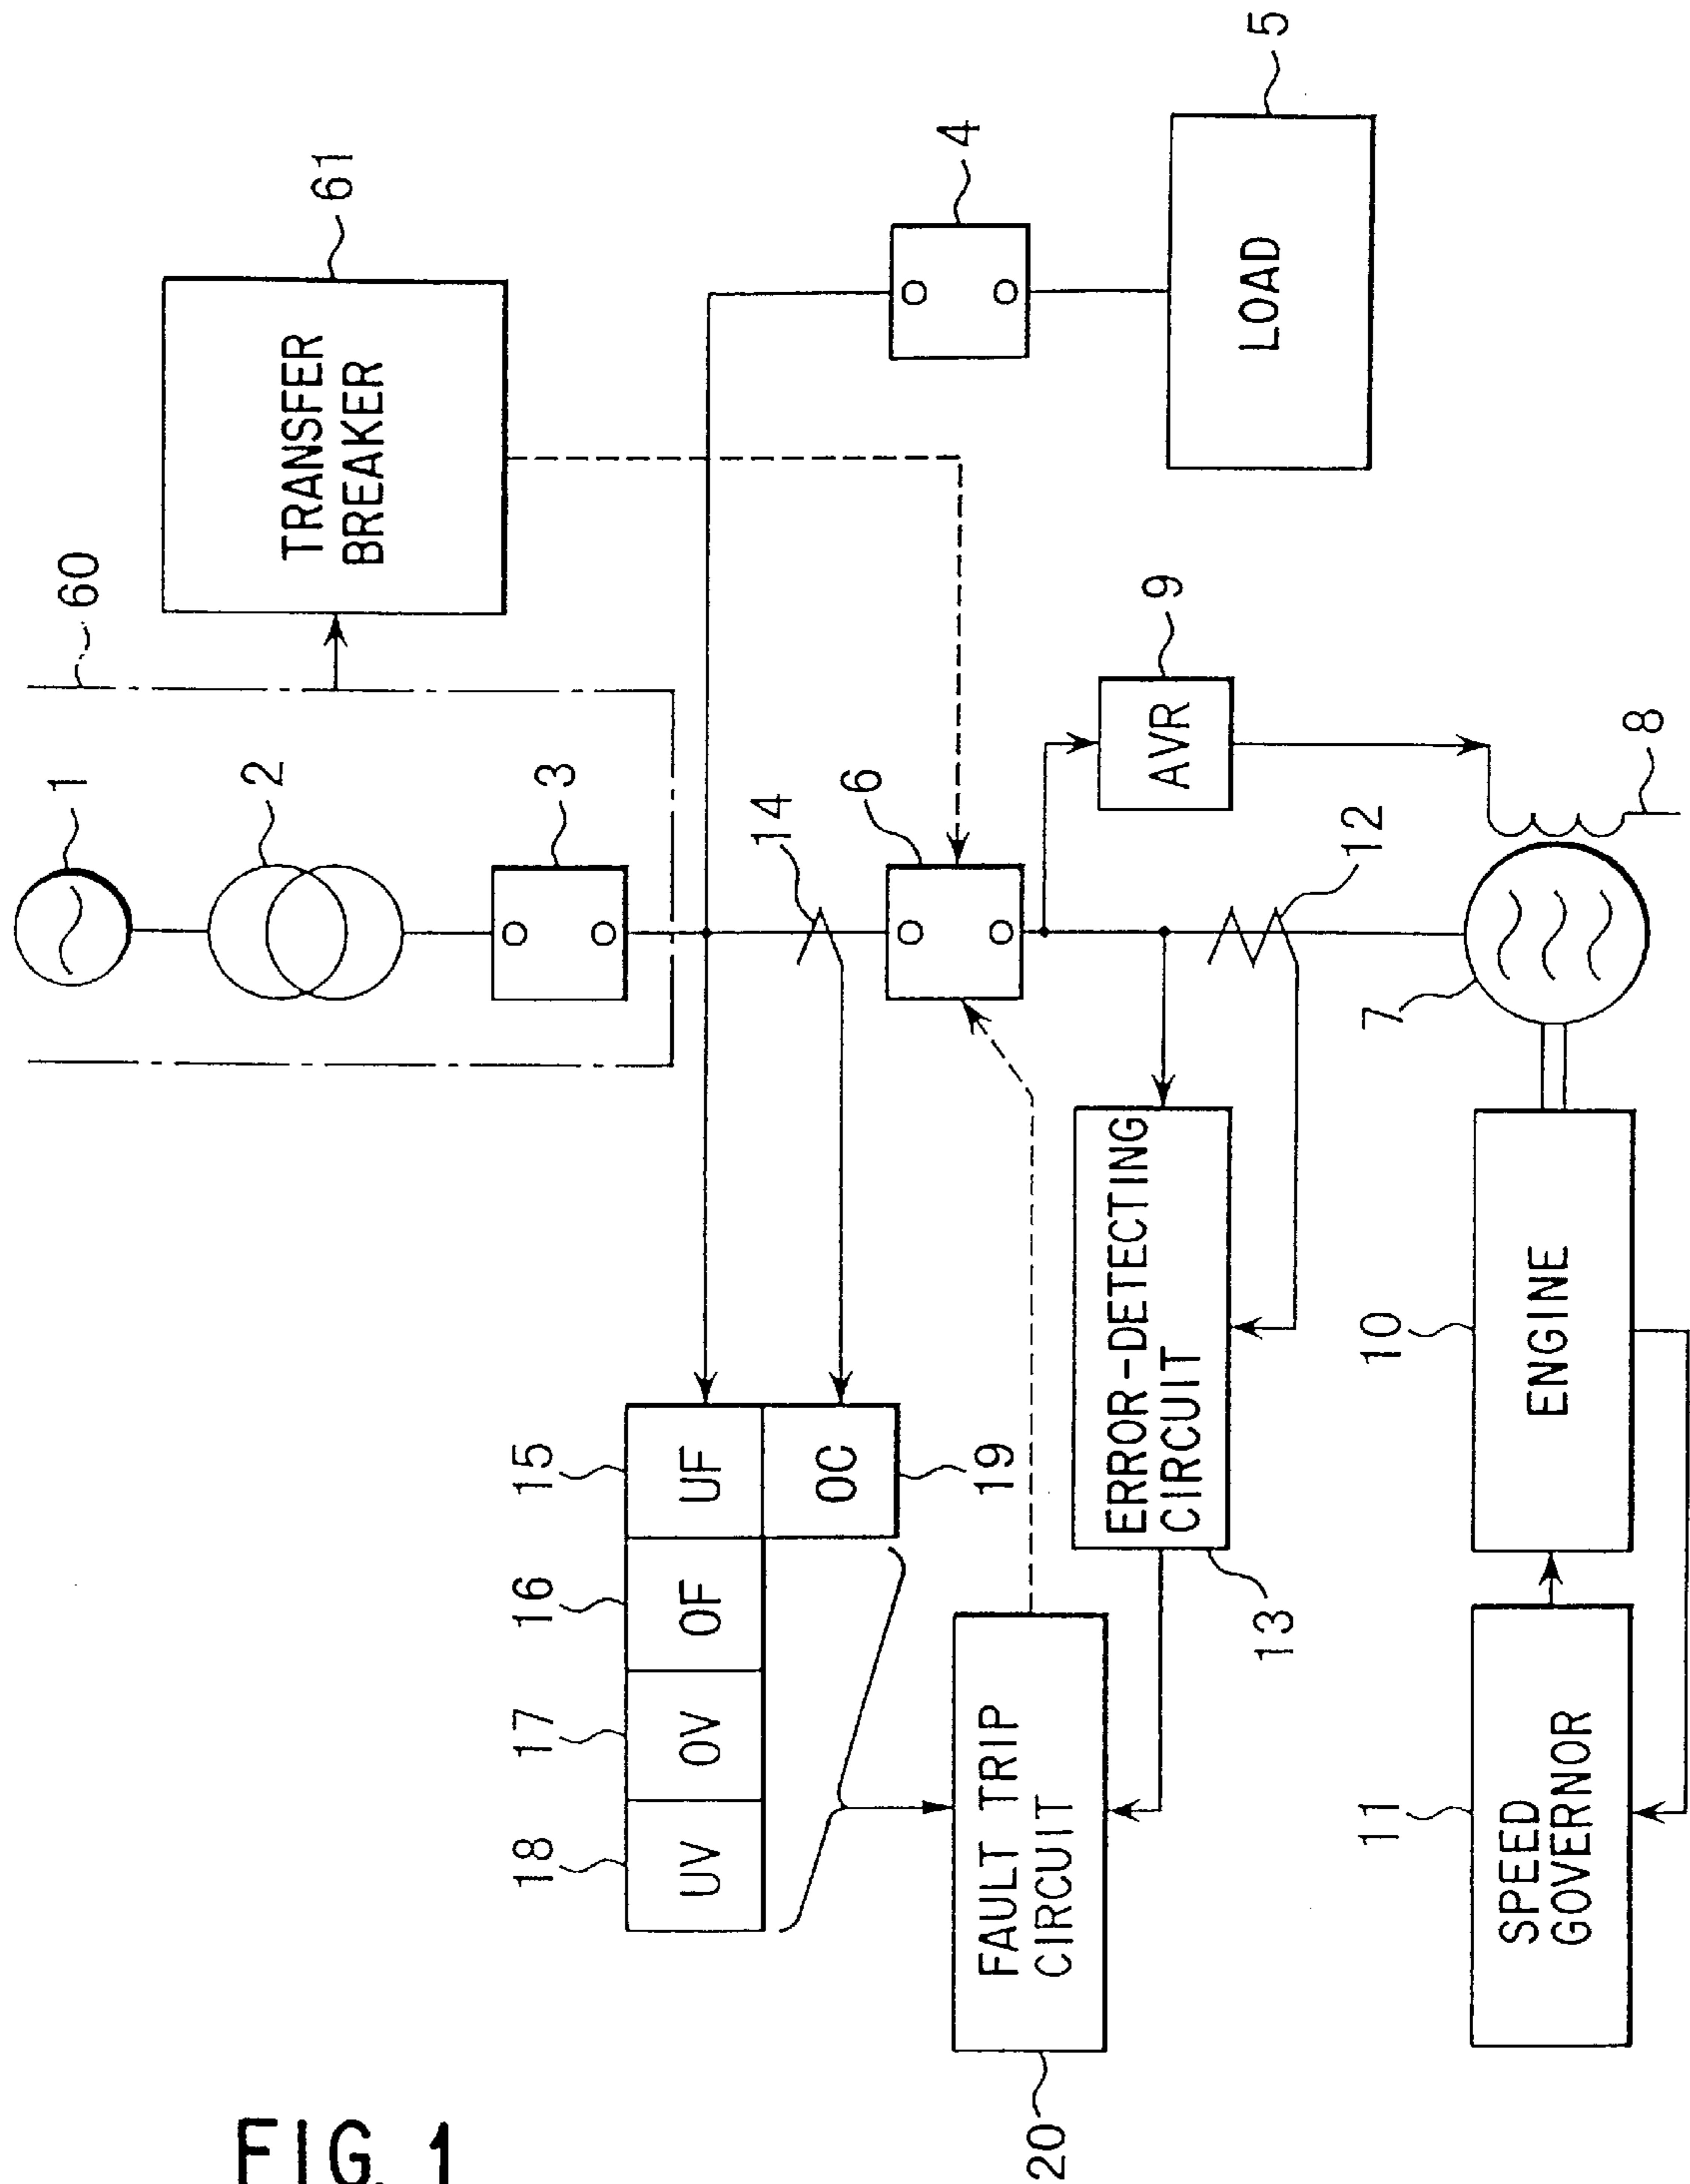 FIG. 1
1
2
3
60
TRANSFER
BREAKER
61
4
LOAD
5
14
6
AVR
9
8
12
7
18
17
16
15
UV
OV
OF
UF
OC
19
FAULT TRIP
CIRCUIT
20
ERROR-DETECTING
CIRCUIT
13
10
ENGINE
11
SPEED
GOVERNOR